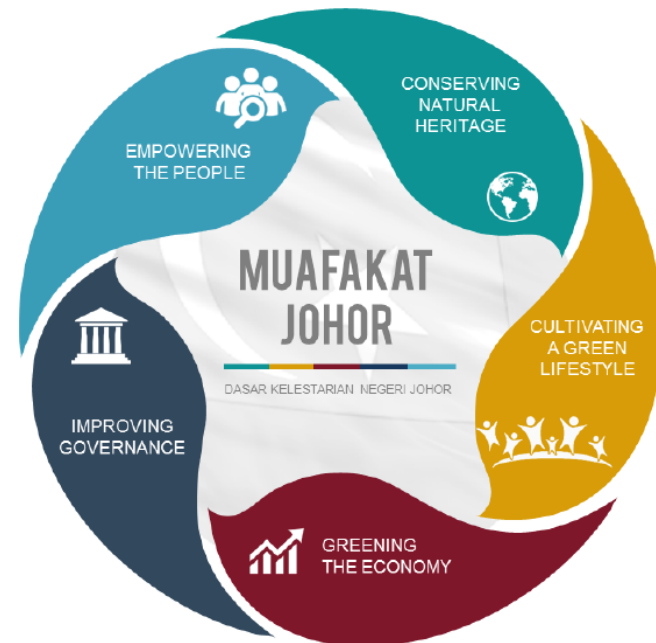 CONSERVING
NATURAL
HERITAGE
EMPOWERING
THE PEOPLE
MUAFAKAT
JOHOR
DASAR KELESTARIAN NEGERI JOHOR
CULTIVATING
A GREEN
LIFESTYLE
IMPROVING
GOVERNANCE
GREENING
THE ECONOMY